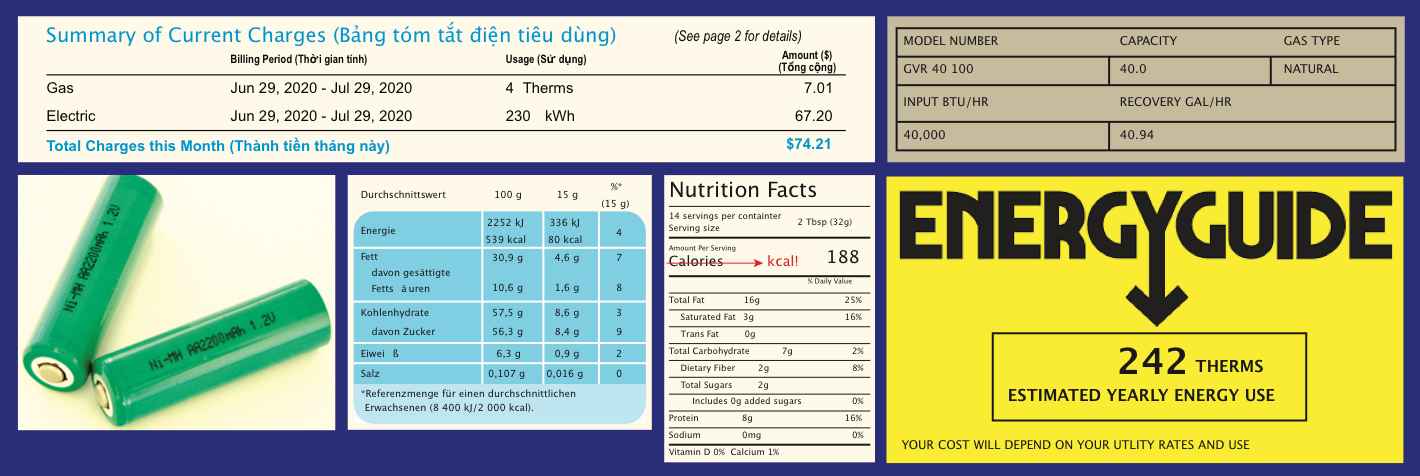 Summary of Current Charges (Bảng tóm tắt điện tiêu dùng) (See page 2 for details)
Billing Period (Thời gian tính) Usage (Sử dụng) Amount ($)
(Tổng cộng)
Gas Jun 29, 2020 - Jul 29, 2020 4 Therms 7.01
Electric Jun 29, 2020 - Jul 29, 2020 230 kWh 67.20
Total Charges this Month (Thành tiền tháng này) $74.21
MODEL NUMBER CAPACITY GAS TYPE
GVR 40 100 40.0 NATURAL
INPUT BTU/HR RECOVERY GAL/HR
40,000 40.94
Ni-MH AA2200mAh 1.2V
Ni-MH AA2200mAh 1.2V
Durchschnittswert 100 g 15 g %*
(15 g)
Energie 2252 kJ 336 kJ 4
539 kcal 80 kcal
Fett 30,9 g 4,6 g 7
davon gesättigte
Fetts ä uren 10,6 g 1,6 g 8
Kohlenhydrate 57,5 g 8,6 g 3
davon Zucker 56,3 g 8,4 g 9
Eiwei ß 6,3 g 0,9 g 2
Salz 0,107 g 0,016 g 0
*Referenzmenge für einen durchschnittlichen
Erwachsenen (8 400 kJ/2 000 kcal).
Nutrition Facts
14 servings per containter
Serving size 2 Tbsp (32g)
Amount Per Serving
Calories kcal! 188
% Daily Value
Total Fat 16g 25%
Saturated Fat 3g 16%
Trans Fat 0g
Total Carbohydrate 7g 2%
Dietary Fiber 2g 8%
Total Sugars 2g
Includes 0g added sugars 0%
Protein 8g 16%
Sodium 0mg 0%
Vitamin D 0% Calcium 1%
ENERGYGUIDE
242 THERMS
ESTIMATED YEARLY ENERGY USE
YOUR COST WILL DEPEND ON YOUR UTLITY RATES AND USE